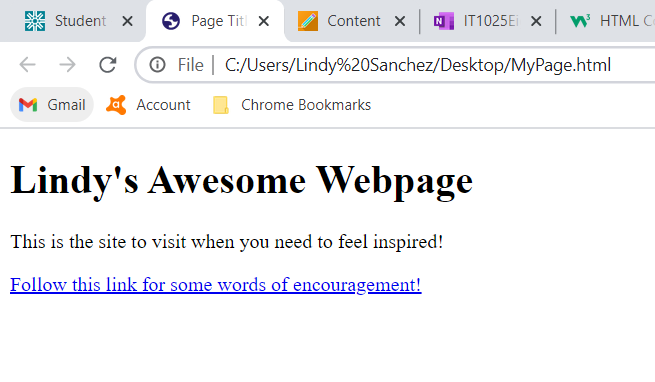 Student
Page Titl
Content
IT1025Ei
HTML C
File | C:/Users/Lindy%20Sanchez/Desktop/MyPage.html
Gmail
Account
Chrome Bookmarks
Lindy's Awesome Webpage
This is the site to visit when you need to feel inspired!
Follow this link for some words of encouragement!